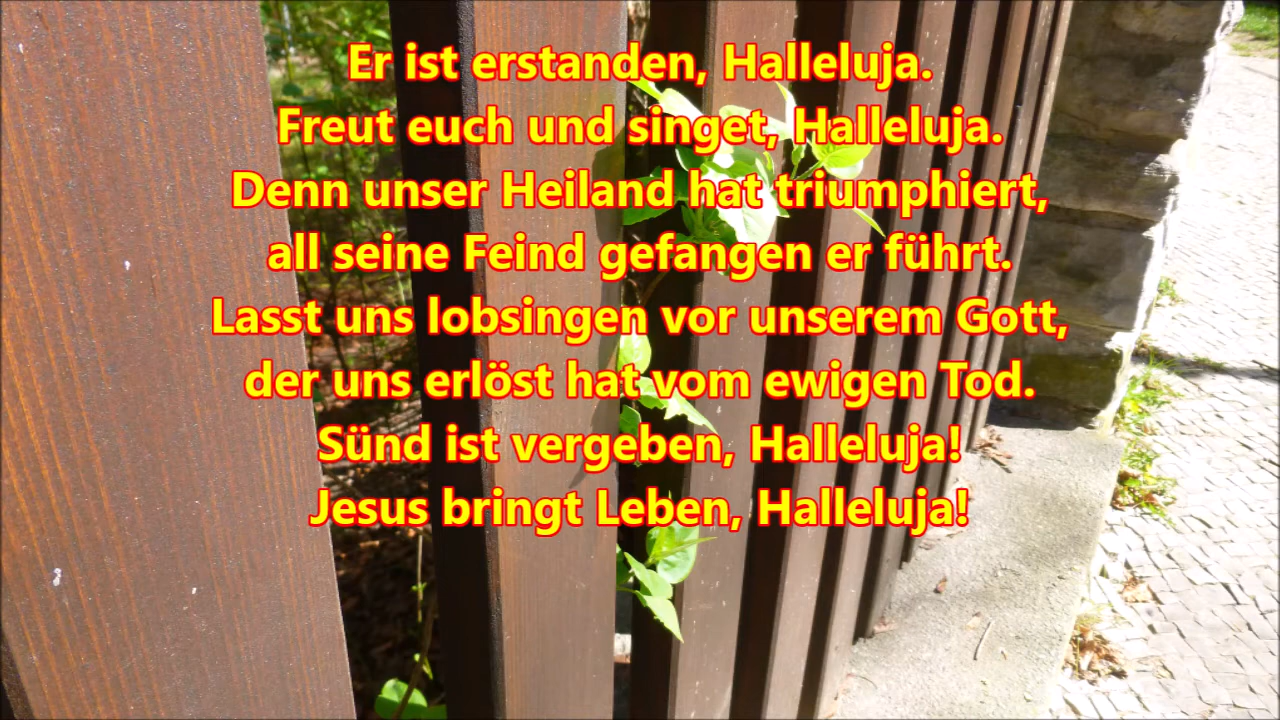 Er ist erstanden, Halleluja.
Freut euch und singet, Halleluja.
Denn unser Heiland hat triumphiert,
all seine Feind gefangen er führt.
Lasst uns lobsingen vor unserem Gott,
der uns erlöst hat vom ewigen Tod.
Sünd ist vergeben, Halleluja!
Jesus bringt Leben, Halleluja!